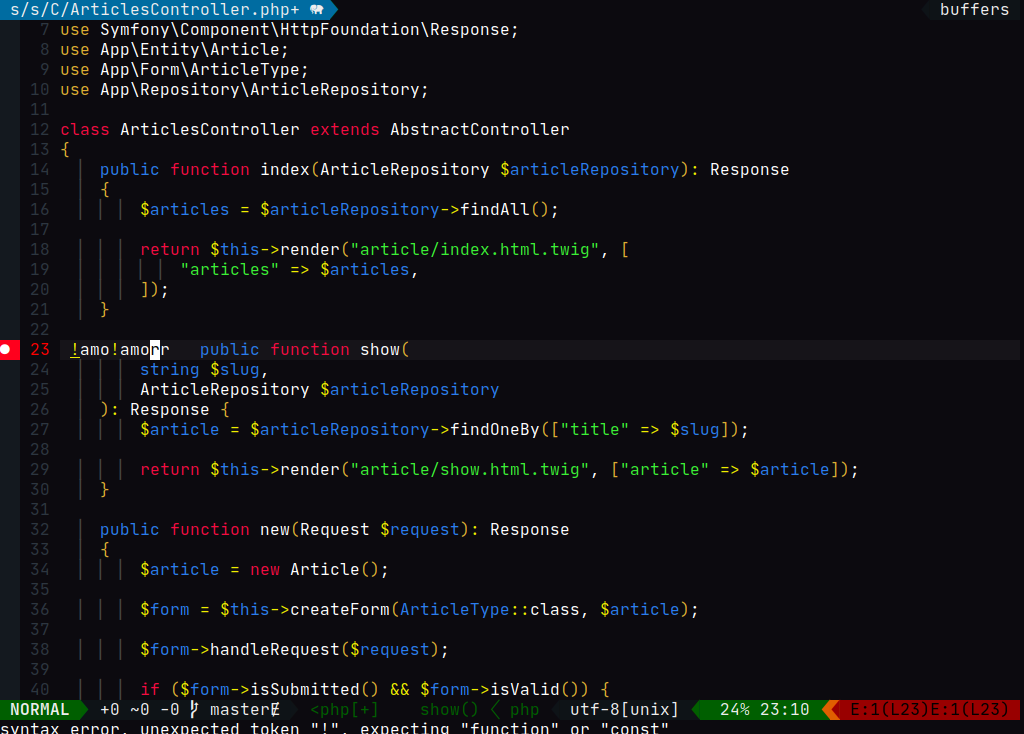 s/s/C/ArticlesController.php+ buffers
7 use Symfony\Component\HttpFoundation\Response;
8 use App\Entity\Article;
9 use App\Form\ArticleType;
10 use App\Repository\ArticleRepository;
11
12 class ArticlesController extends AbstractController
13 {
14 public function index(ArticleRepository $articleRepository): Response
15 {
16 $articles = $articleRepository->findAll();
17
18 return $this->render("article/index.html.twig", [
19 "articles" => $articles,
20 ]);
21 }
22
23 !amo!amorr public function show(
24 string $slug,
25 ArticleRepository $articleRepository
26 ): Response {
27 $article = $articleRepository->findOneBy(["title" => $slug]);
28
29 return $this->render("article/show.html.twig", ["article" => $article]);
30 }
31
32 public function new(Request $request): Response
33 {
34 $article = new Article();
35
36 $form = $this->createForm(ArticleType::class, $article);
37
38 $form->handleRequest($request);
39
40 if ($form->isSubmitted() && $form->isValid()) {
NORMAL +0 ~0 -0 master <php[+] show() php utf-8[unix] 24% 23:10 E:1(L23)E:1(L23)
syntax error, unexpected token "!", expecting "function" or "const"